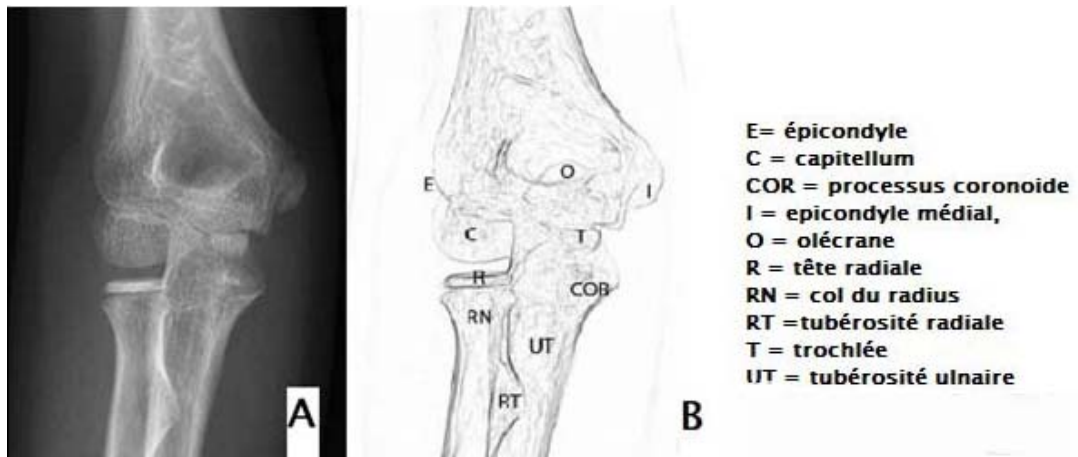 A
E
O
I
C
T
R
COR
RN
UT
RT
B
E= épicondyle
C = capitellum
COR = processus coronoide
I = epicondyle médial,
O = olécrane
R = tête radiale
RN = col du radius
RT =tubérosité radiale
T = trochlée
UT = tubérosité ulnaire